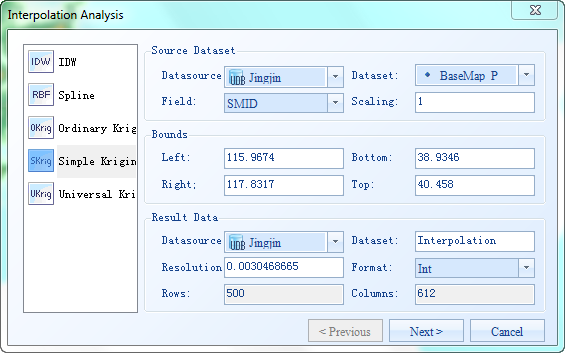 Interpolation Analysis
IDW IDW
RBF Spline
OKrig Ordinary Krig
SKrig Simple Krigin
UKrig Universal Kri
Source Dataset
Datasource UDB Jingjin Dataset: BaseMap_P
Field: SMID Scaling: 1
Bounds
Left: 115.9674 Bottom: 38.9346
Right; 117.8317 Top: 40.458
Result Data
Datasource UDB Jingjin Dataset: Interpolation
Resolution 0.0030468665 Format: Int
Rows: 500 Columns: 612
< Previous Next > Cancel